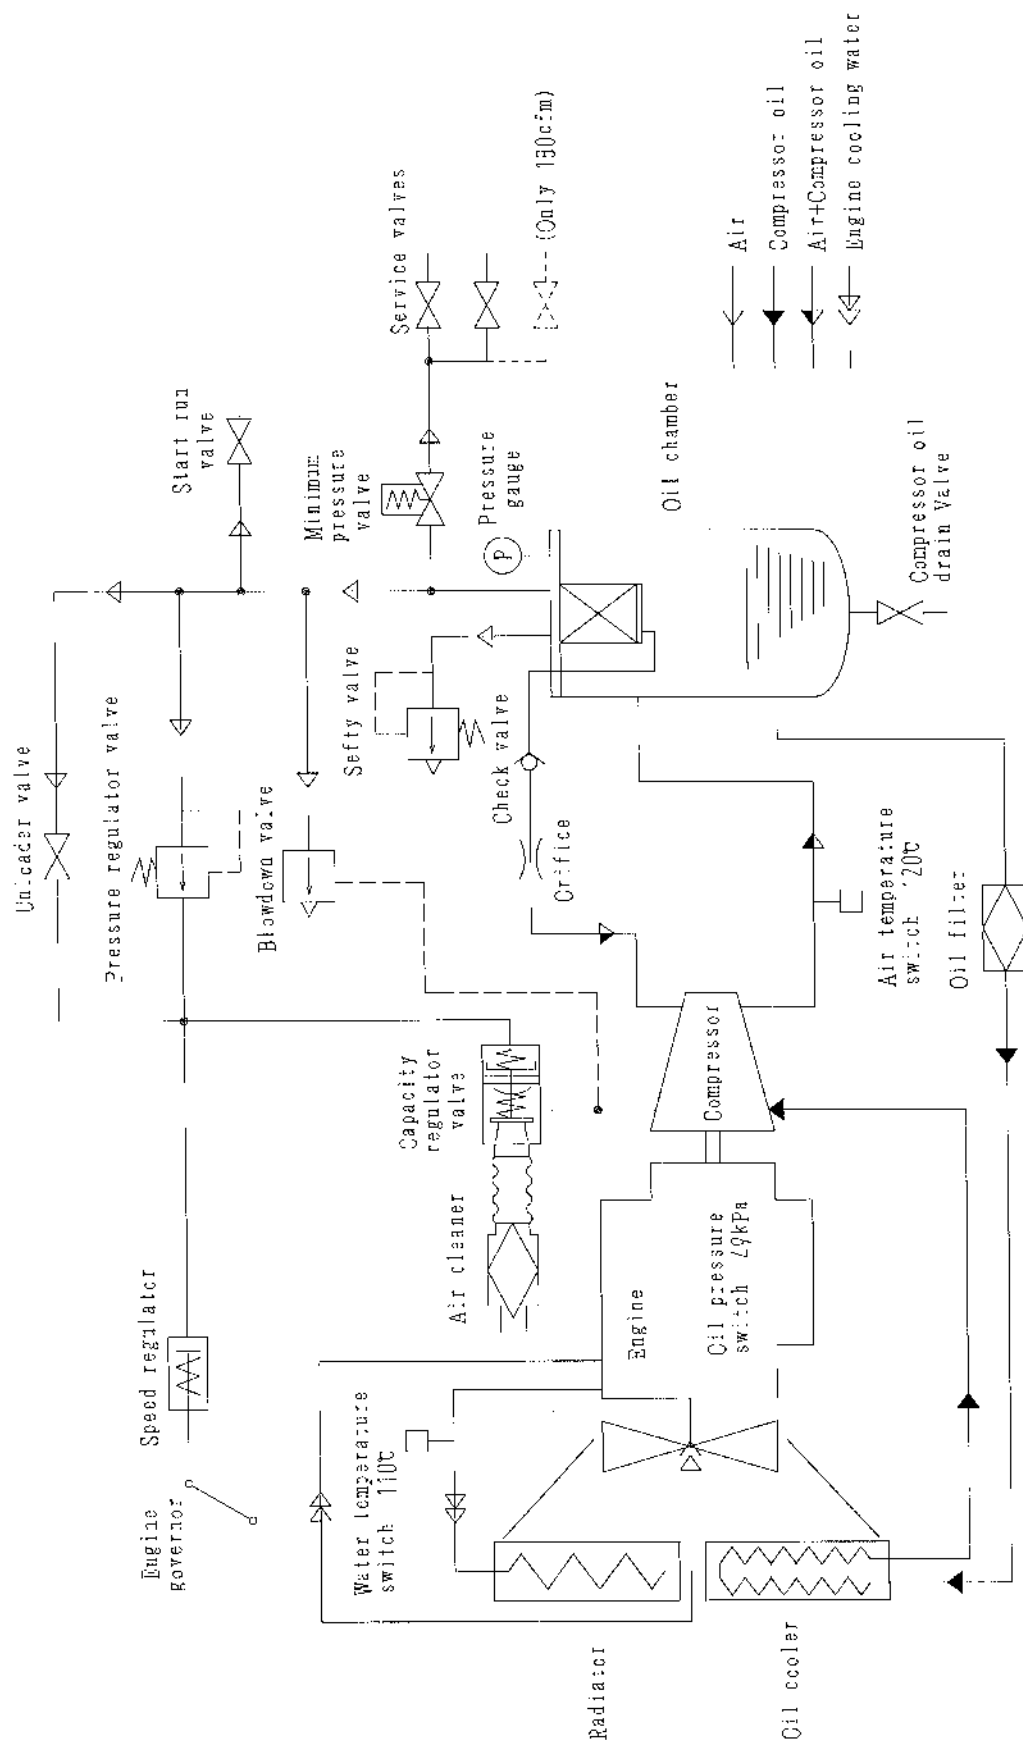 Unloader valve
Start run
valve
Pressure regulator valve
Speed regulator
Engine
governor
Blowdown valve
Minimum
pressure
valve
Sefty valve
Service valves
Water temperature
switch 110℃
Capacity
regulator
valve
Air cleaner
Check valve
Pressure
gauge
P
Orifice
(Only 180cfm)
Radiator
Engine
Oil pressure
switch 49kPa
Compressor
Oil chamber
Air
Compressor oil
Air+Compressor oil
Engine cooling water
Oil cooler
Air temperature
switch 120℃
Oil filter
Compressor oil
drain Valve